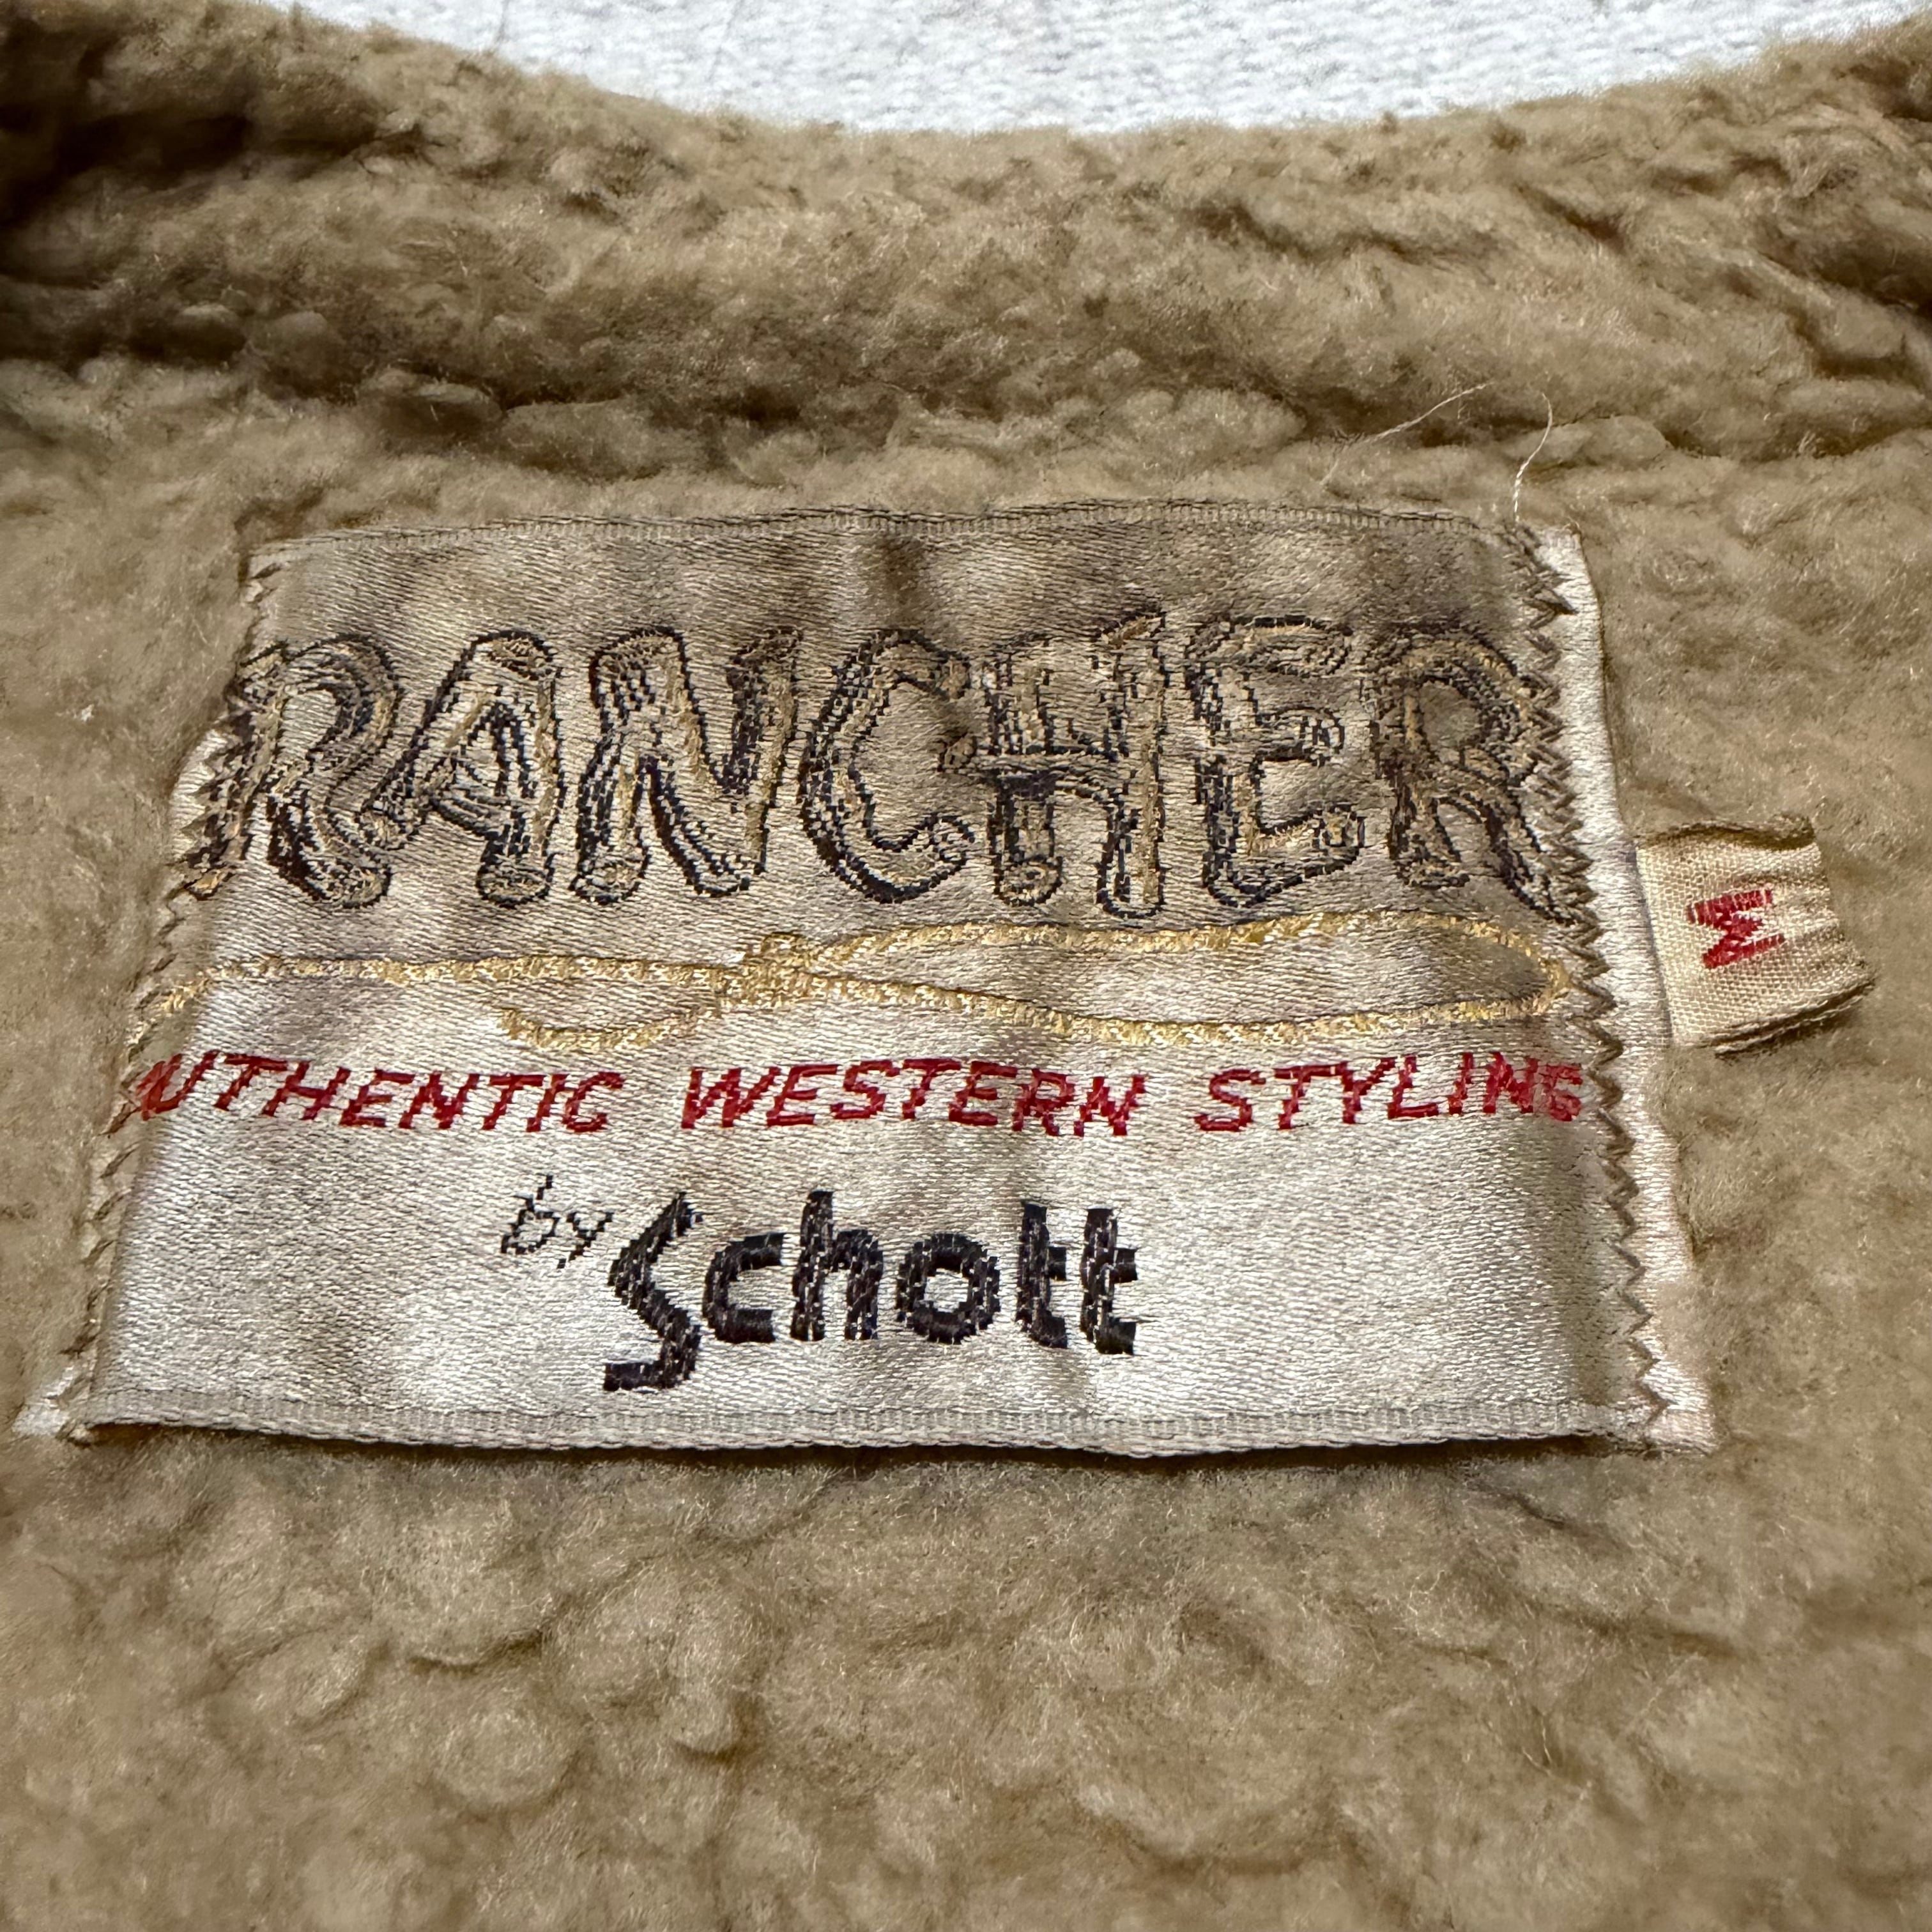 RANCHER
AUTHENTIC WESTERN STYLING
by Schott
M